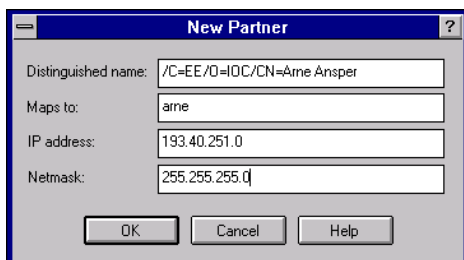 New Partner ?
Distinguished name: /C=EE/O=IOC/CN=Arne Ansper
Maps to: arne
IP address: 193.40.251.0
Netmask: 255.255.255.0
OK Cancel Help